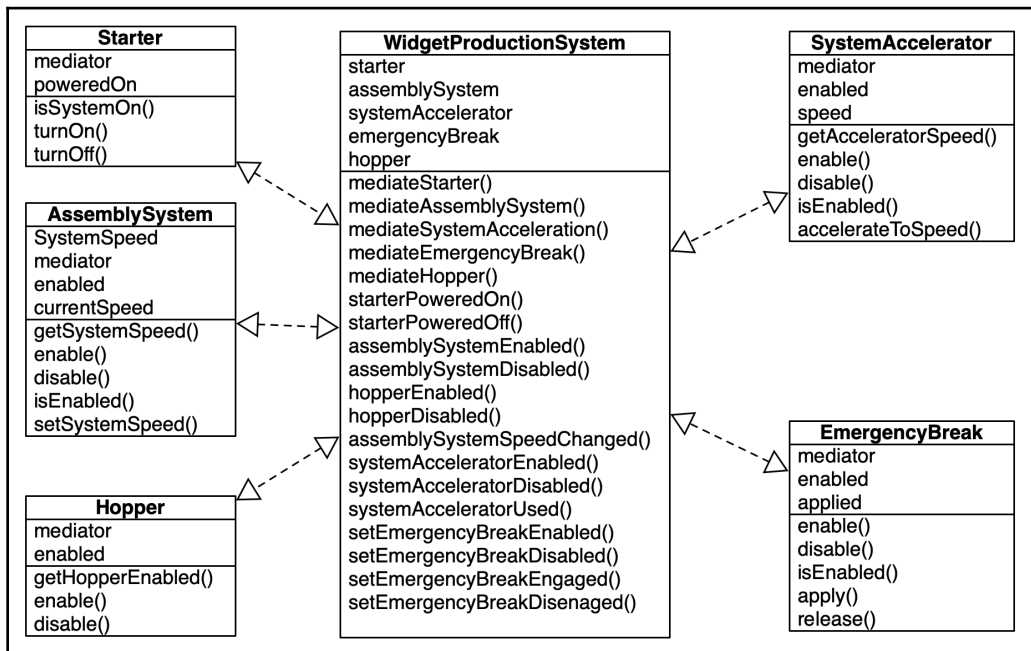 Starter
mediator
poweredOn
isSystemOn()
turnOn()
turnOff()
AssemblySystem
SystemSpeed
mediator
enabled
currentSpeed
getSystemSpeed()
enable()
disable()
isEnabled()
setSystemSpeed()
Hopper
mediator
enabled
getHopperEnabled()
enable()
disable()
WidgetProductionSystem
starter
assemblySystem
systemAccelerator
emergencyBreak
hopper
mediateStarter()
mediateAssemblySystem()
mediateSystemAcceleration()
mediateEmergencyBreak()
mediateHopper()
starterPoweredOn()
starterPoweredOff()
assemblySystemEnabled()
assemblySystemDisabled()
hopperEnabled()
hopperDisabled()
assemblySystemSpeedChanged()
systemAcceleratorEnabled()
systemAcceleratorDisabled()
systemAcceleratorUsed()
setEmergencyBreakEnabled()
setEmergencyBreakDisabled()
setEmergencyBreakEngaged()
setEmergencyBreakDisenaged()
SystemAccelerator
mediator
enabled
speed
getAcceleratorSpeed()
enable()
disable()
isEnabled()
accelerateToSpeed()
EmergencyBreak
mediator
enabled
applied
enable()
disable()
isEnabled()
apply()
release()